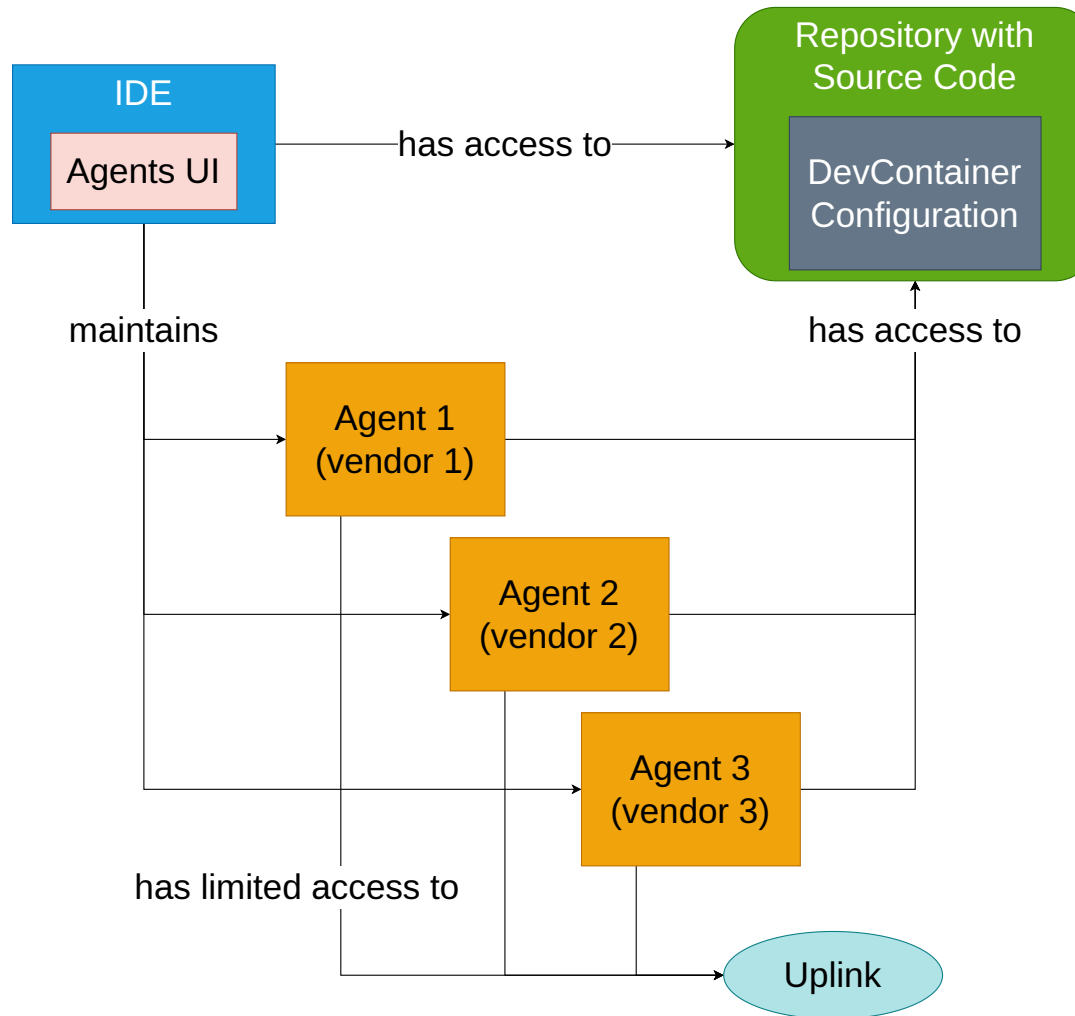 IDE
Agents UI
has access to
Repository with
Source Code
DevContainer
Configuration
maintains
has access to
Agent 1
(vendor 1)
Agent 2
(vendor 2)
Agent 3
(vendor 3)
has limited access to
Uplink